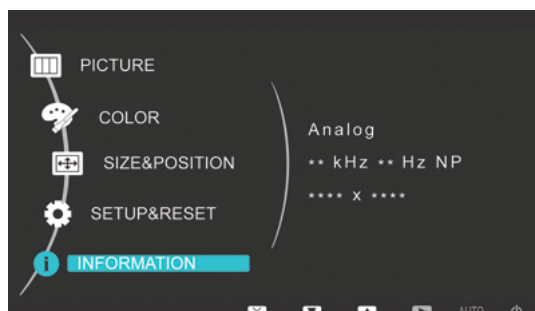 PICTURE
COLOR
SIZE&POSITION
SETUP&RESET
INFORMATION
Analog
** kHz ** Hz NP
**** x ****
AUTO